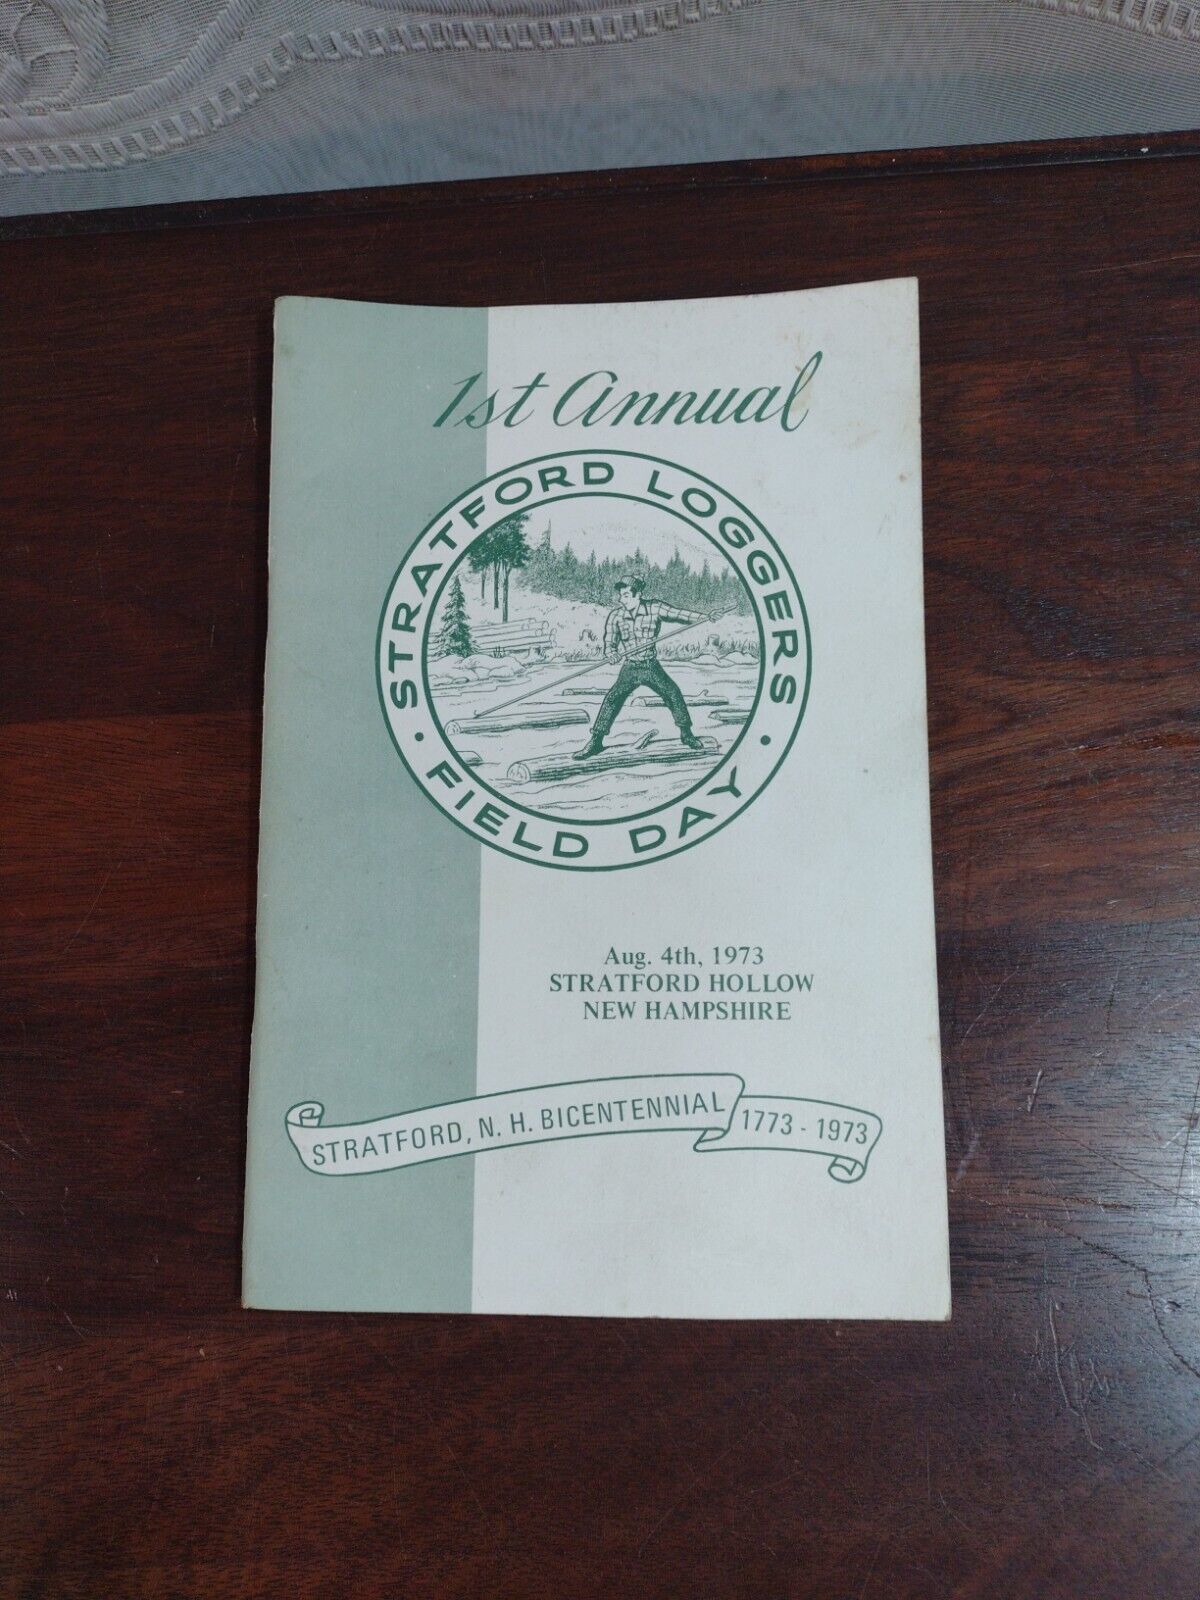 1st Annual
STRATFORD LOGGERS
• FIELD DAY •
Aug. 4th, 1973
STRATFORD HOLLOW
NEW HAMPSHIRE
STRATFORD, N. H. BICENTENNIAL 1773 - 1973